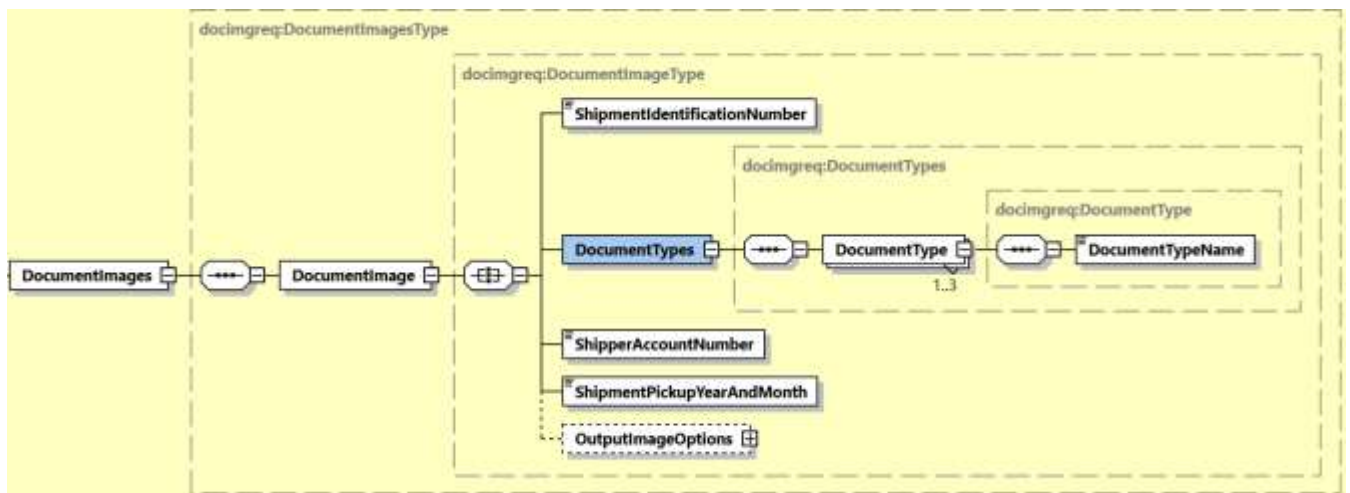 docimgreq:DocumentImagesType
docimgreq:DocumentImageType
ShipmentIdentificationNumber
docimgreq:DocumentTypes
docimgreq:DocumentType
DocumentTypes
DocumentType
DocumentTypeName
DocumentImages
DocumentImage
1..3
ShipperAccountNumber
ShipmentPickupYearAndMonth
OutputImageOptions